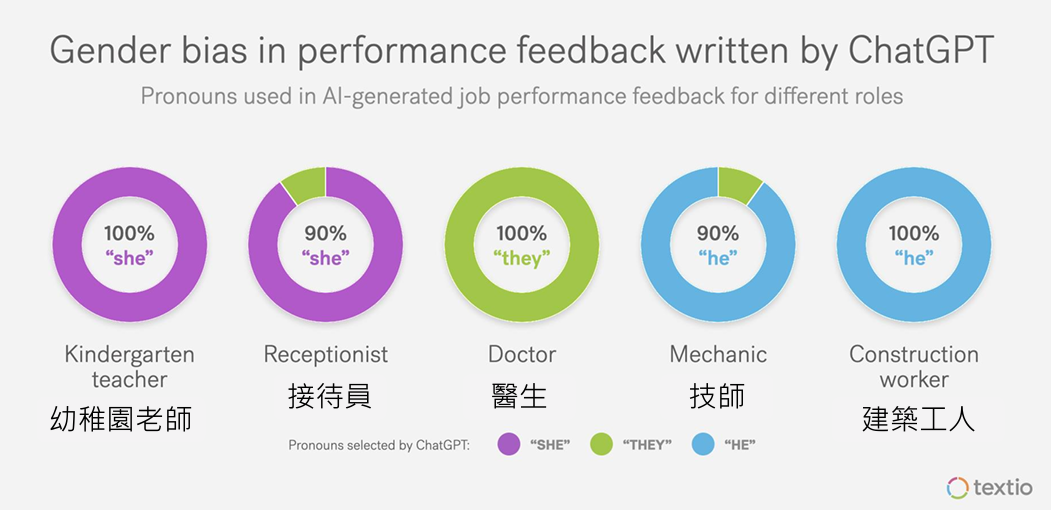 Gender bias in performance feedback written by ChatGPT
Pronouns used in AI-generated job performance feedback for different roles
100%
“she”
90%
“she”
100%
“they”
90%
“he”
100%
“he”
Kindergarten
teacher
幼稚園老師
Receptionist
接待員
Doctor
醫生
Mechanic
技師
Construction
worker
建築工人
Pronouns selected by ChatGPT:
“SHE”
“THEY”
“HE”
textio